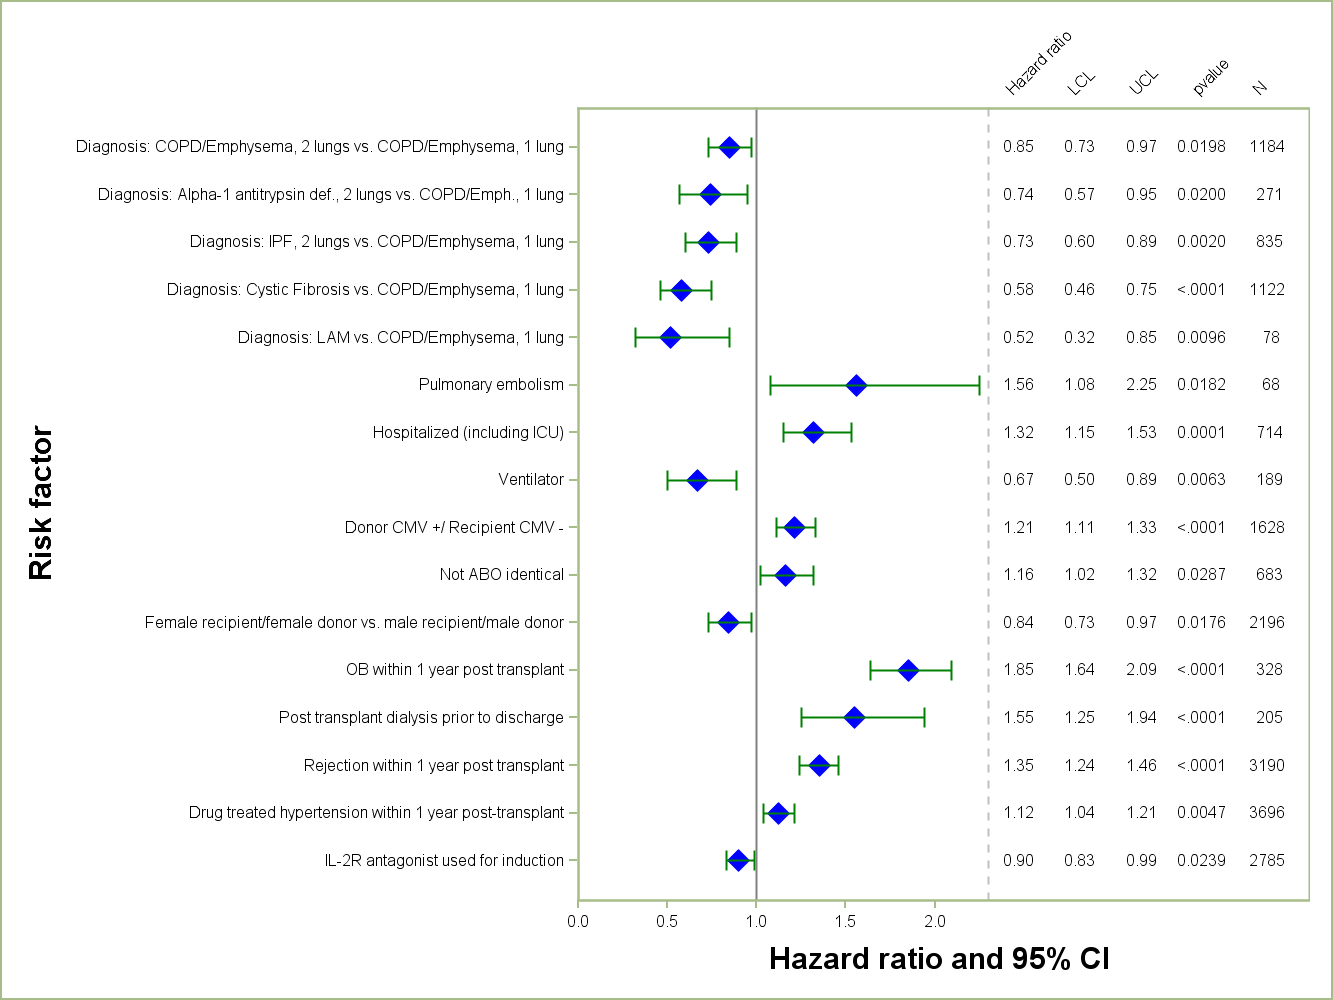 Hazard ratio LCL UCL pvalue N
Diagnosis: COPD/Emphysema, 2 lungs vs. COPD/Emphysema, 1 lung 0.85 0.73 0.97 0.0198 1184
Diagnosis: Alpha-1 antitrypsin def., 2 lungs vs. COPD/Emph., 1 lung 0.74 0.57 0.95 0.0200 271
Diagnosis: IPF, 2 lungs vs. COPD/Emphysema, 1 lung 0.73 0.60 0.89 0.0020 835
Diagnosis: Cystic Fibrosis vs. COPD/Emphysema, 1 lung 0.58 0.46 0.75 <.0001 1122
Diagnosis: LAM vs. COPD/Emphysema, 1 lung 0.52 0.32 0.85 0.0096 78
Pulmonary embolism 1.56 1.08 2.25 0.0182 68
Hospitalized (including ICU) 1.32 1.15 1.53 0.0001 714
Ventilator 0.67 0.50 0.89 0.0063 189
Donor CMV +/ Recipient CMV - 1.21 1.11 1.33 <.0001 1628
Not ABO identical 1.16 1.02 1.32 0.0287 683
Female recipient/female donor vs. male recipient/male donor 0.84 0.73 0.97 0.0176 2196
OB within 1 year post transplant 1.85 1.64 2.09 <.0001 328
Post transplant dialysis prior to discharge 1.55 1.25 1.94 <.0001 205
Rejection within 1 year post transplant 1.35 1.24 1.46 <.0001 3190
Drug treated hypertension within 1 year post-transplant 1.12 1.04 1.21 0.0047 3696
IL-2R antagonist used for induction 0.90 0.83 0.99 0.0239 2785
Risk factor
0.0 0.5 1.0 1.5 2.0
Hazard ratio and 95% CI